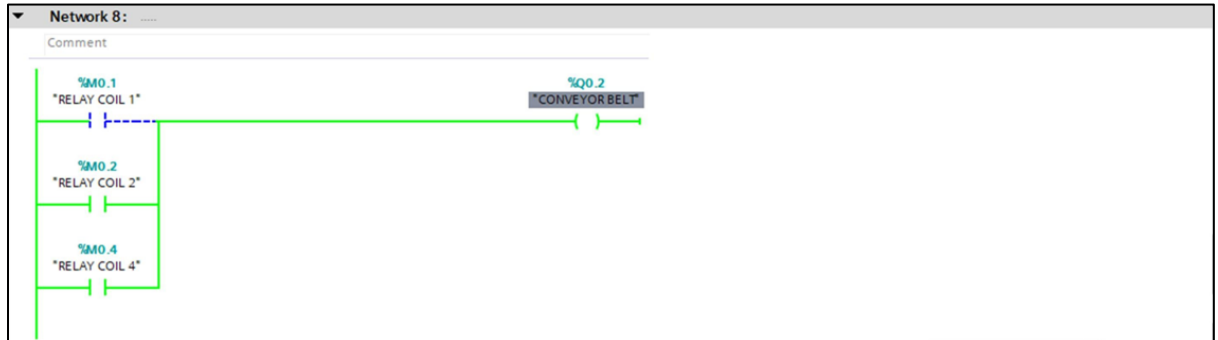 Network 8: .....
Comment
%M0.1
"RELAY COIL 1"
%Q0.2
"CONVEYOR BELT"
%M0.2
"RELAY COIL 2"
%M0.4
"RELAY COIL 4"